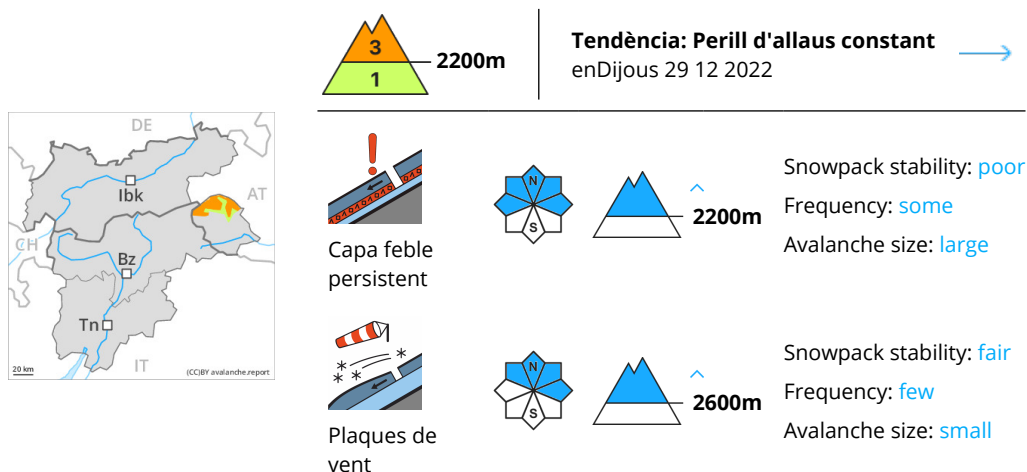 3
1
2200m
Tendència: Perill d'allaus constant
enDijous 29 12 2022
DE
AT
Ibk
CH
Bz
Tn
IT
20 km
(CC)BY avalanche.report
N
S
2200m
Capa feble
persistent
Snowpack stability: poor
Frequency: some
Avalanche size: large
N
S
2600m
Plaques de
vent
Snowpack stability: fair
Frequency: few
Avalanche size: small